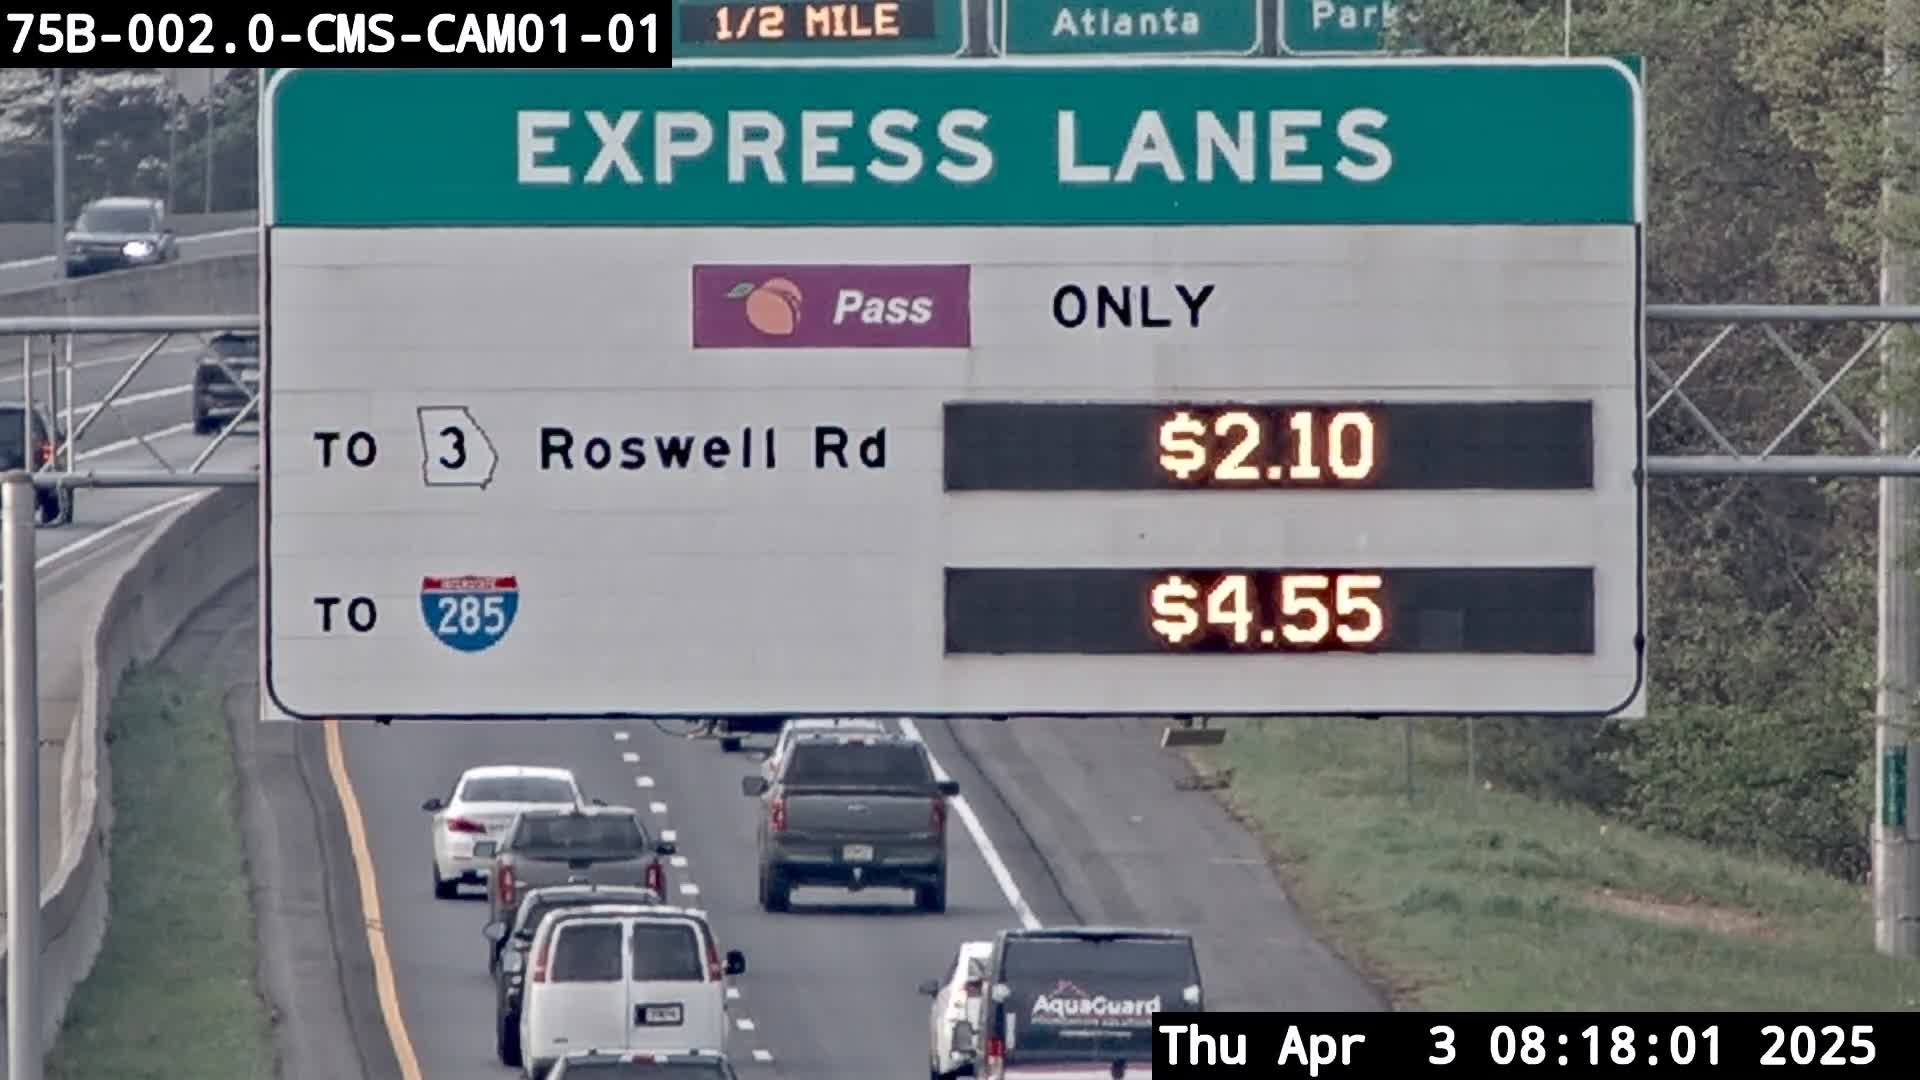 75B-002.0-CMS-CAM01-01
1/2 MILE
Atlanta
Park
EXPRESS LANES
Pass ONLY
TO 3 Roswell Rd $2.10
TO 285 $4.55
AquaGuard
Thu Apr 3 08:18:01 2025